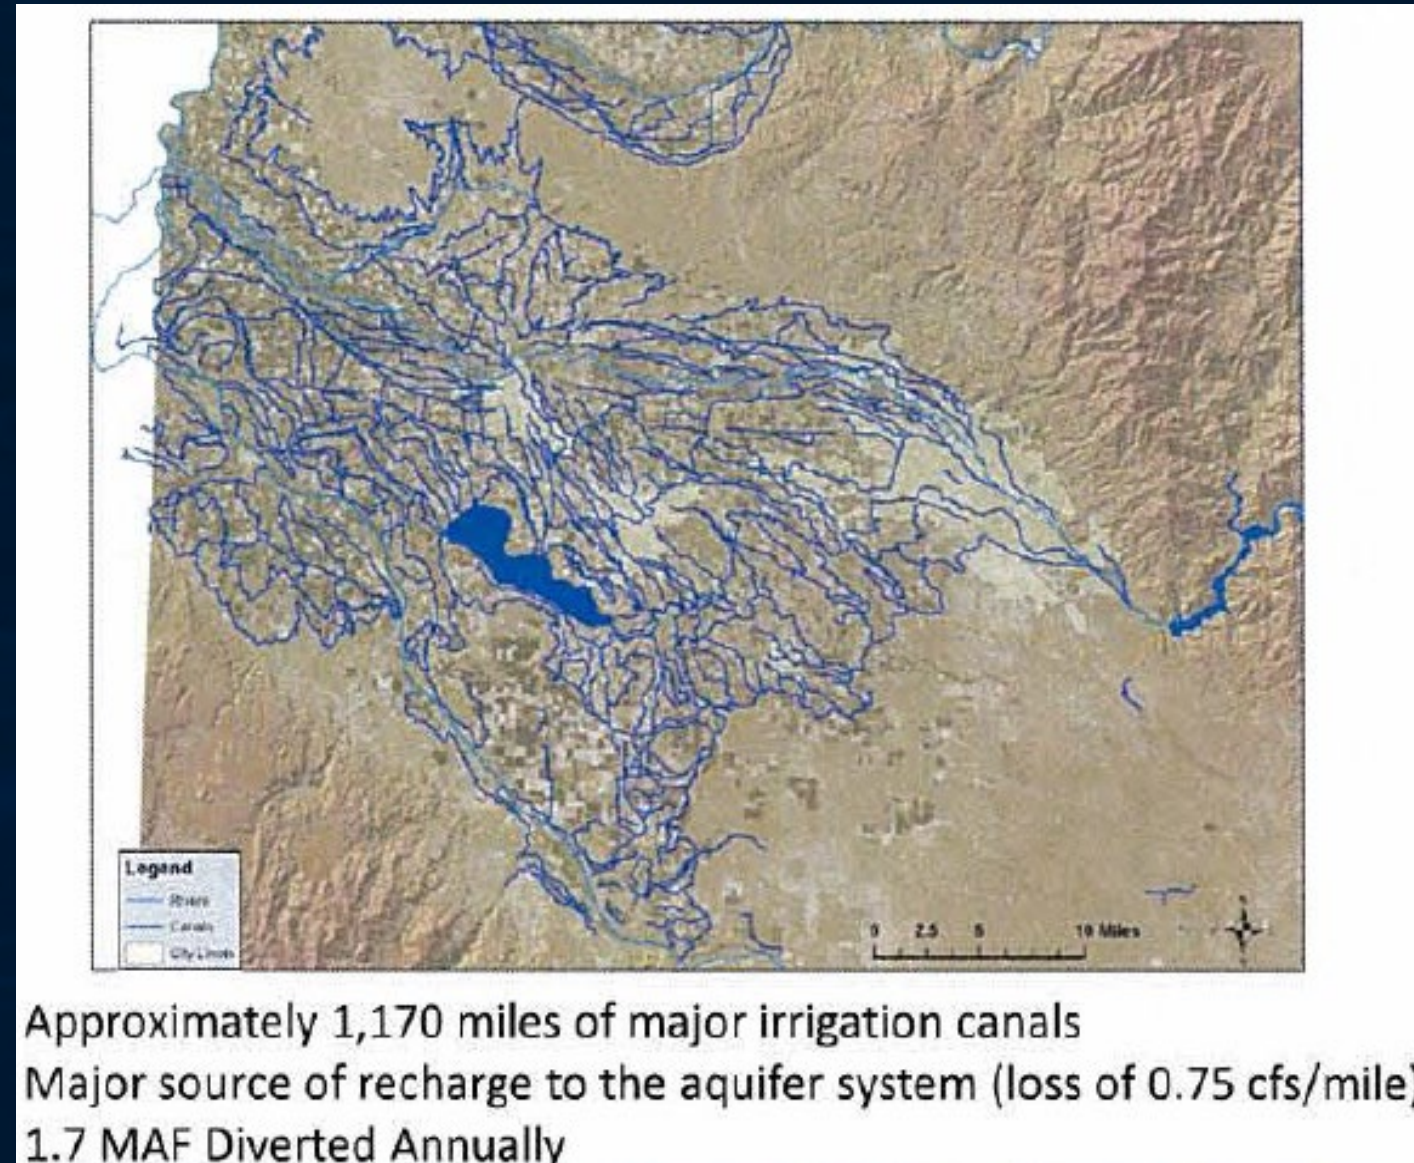 Legend
Rivers
Canals
City Limits
0 2.5 5 10 Miles
Approximately 1,170 miles of major irrigation canals
Major source of recharge to the aquifer system (loss of 0.75 cfs/mile)
1.7 MAF Diverted Annually